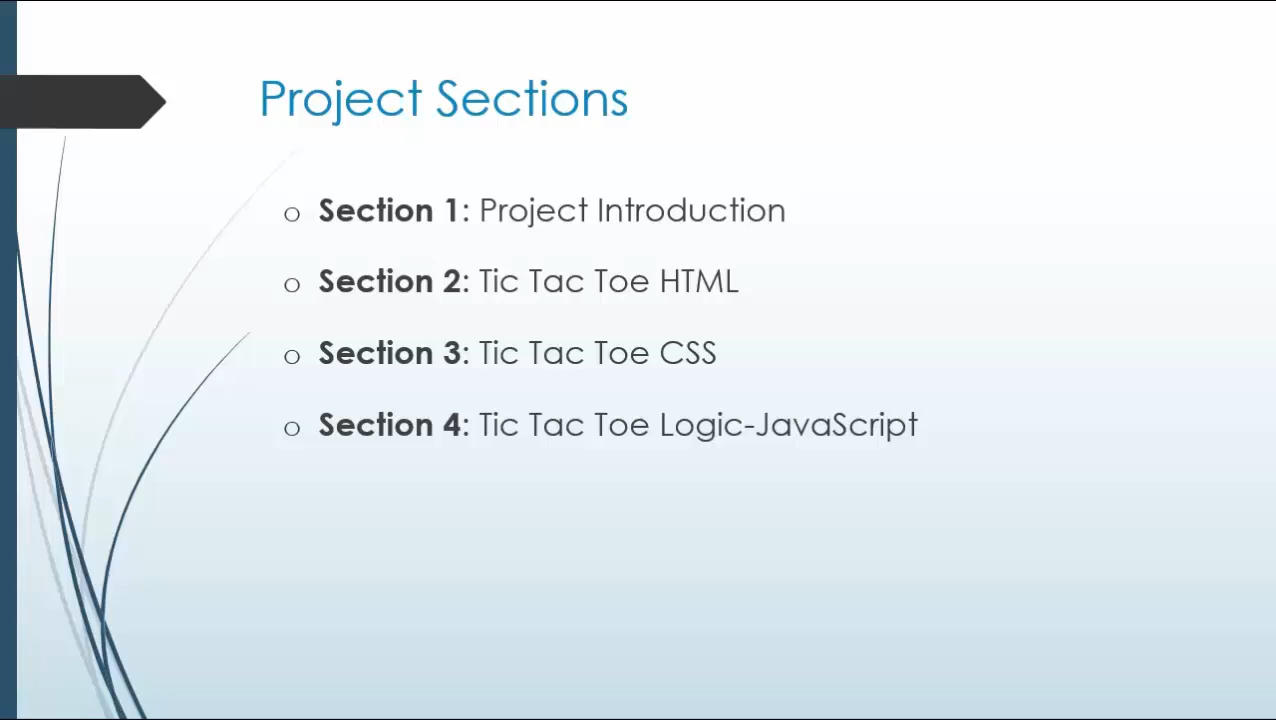 Project Sections
o Section 1: Project Introduction
o Section 2: Tic Tac Toe HTML
o Section 3: Tic Tac Toe CSS
o Section 4: Tic Tac Toe Logic-JavaScript